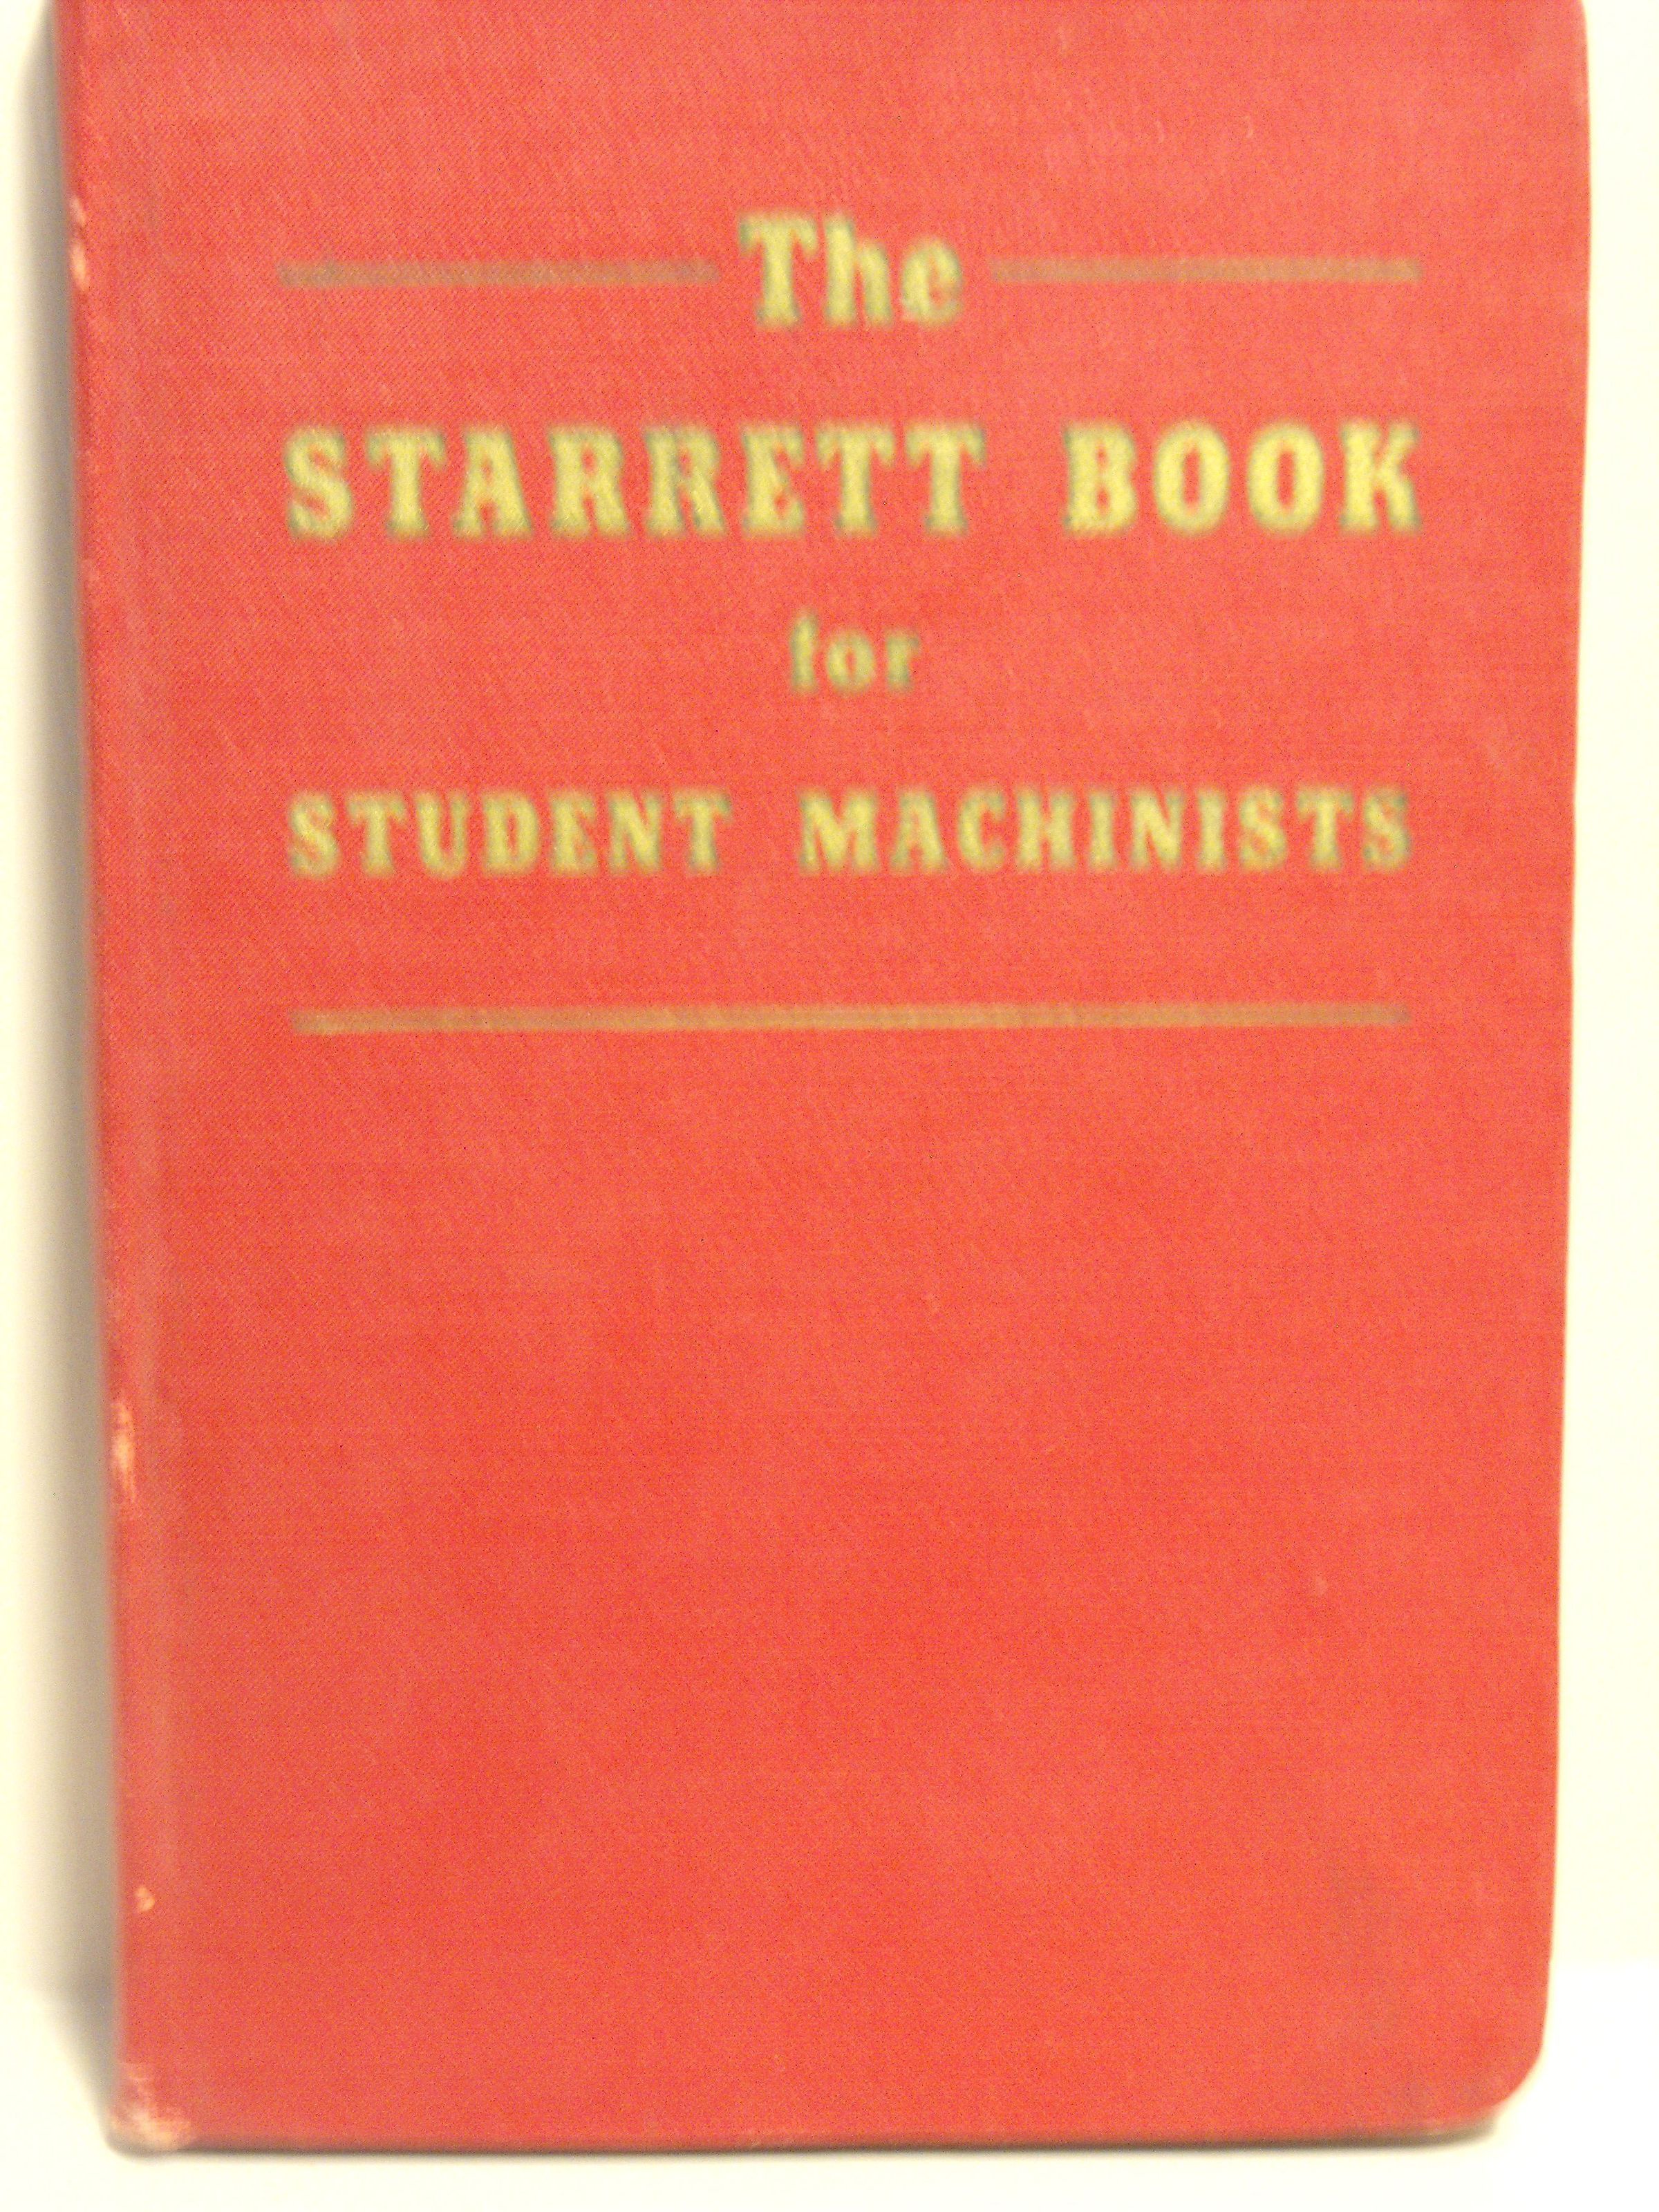 The
STARRETT BOOK
for
STUDENT MACHINISTS